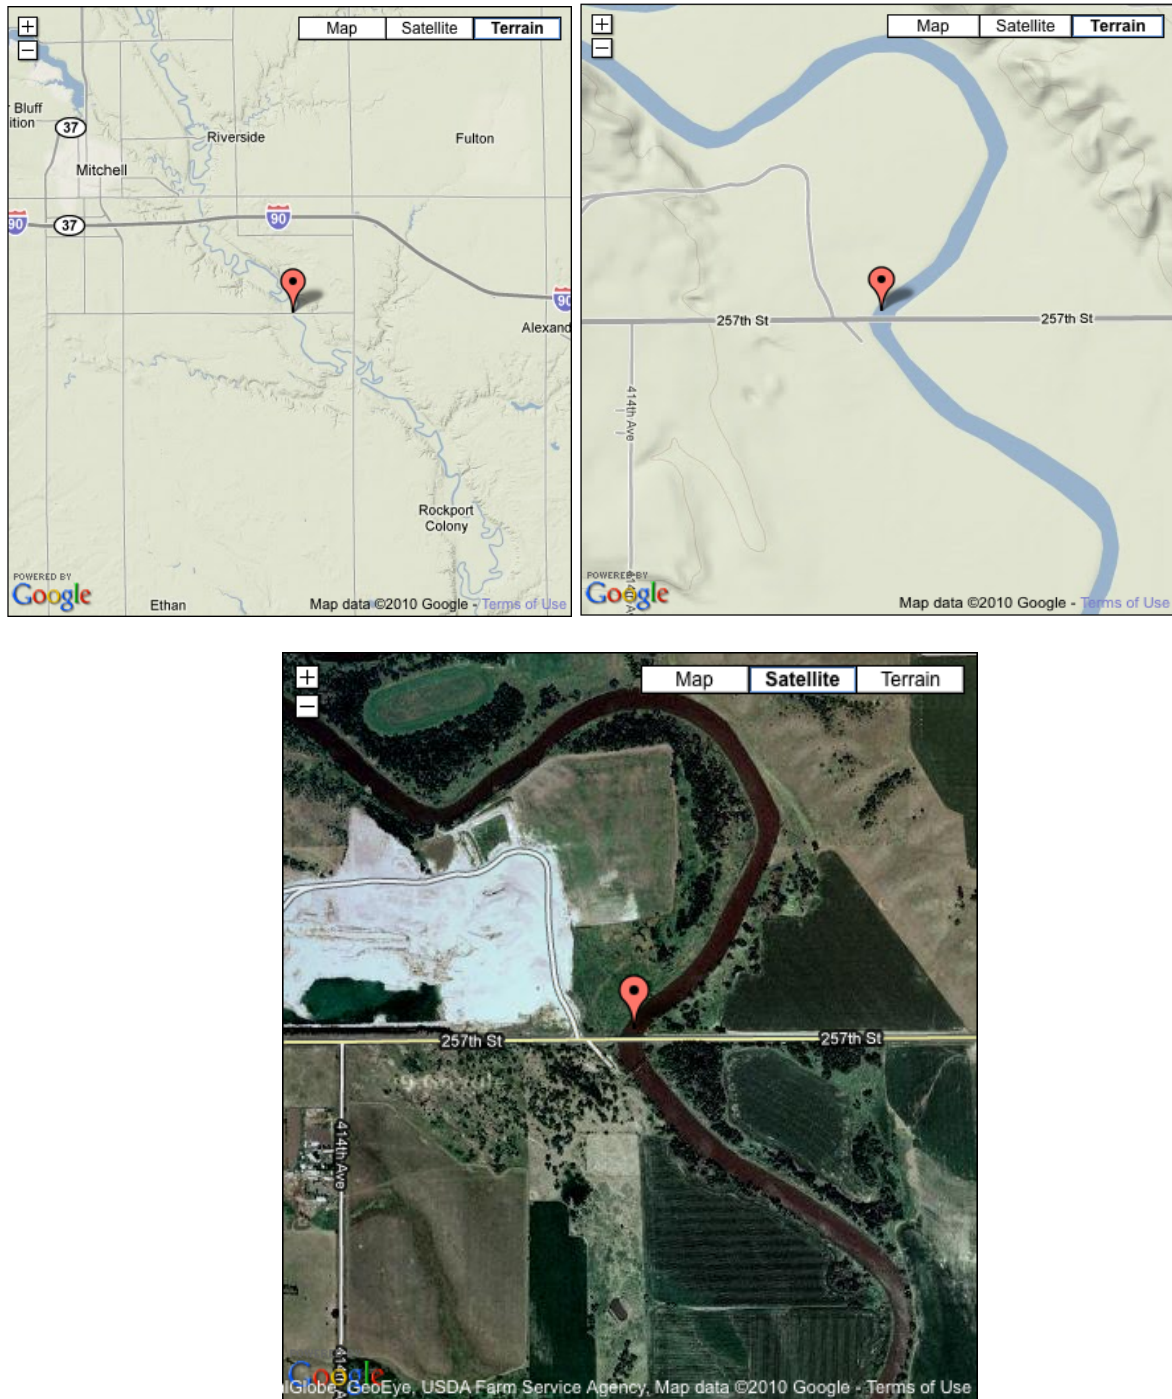 +
−
Map
Satellite
Terrain
Bluff
ition
37
Mitchell
Riverside
Fulton
90
37
90
90
Alexand
Rockport
Colony
Ethan
POWERED BY
Google
Map data ©2010 Google - Terms of Use
+
−
Map
Satellite
Terrain
257th St
257th St
414th Ave
POWERED BY
Google
Map data ©2010 Google - Terms of Use
+
−
Map
Satellite
Terrain
257th St
257th St
414th Ave
Google
lGlobe, GeoEye, USDA Farm Service Agency, Map data ©2010 Google - Terms of Use